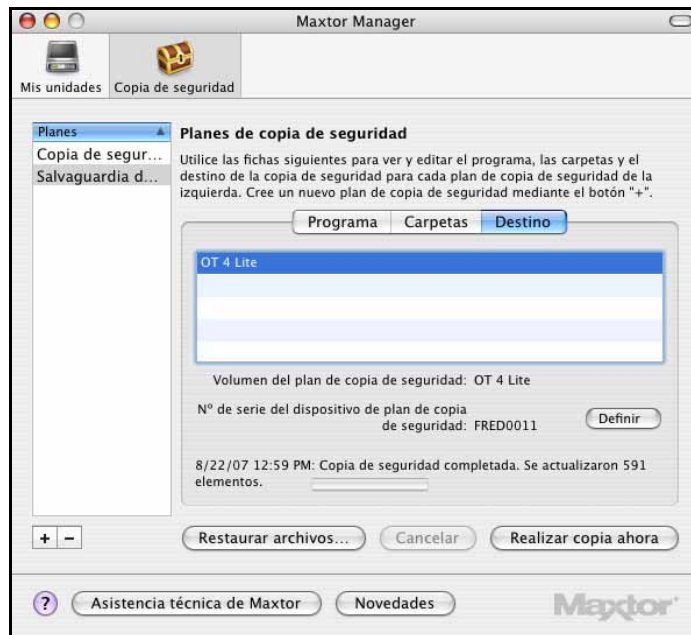 Maxtor Manager
Mis unidades
Copia de seguridad
Planes
Copia de segur...
Salvaguardia d...
Planes de copia de seguridad
Utilice las fichas siguientes para ver y editar el programa, las carpetas y el
destino de la copia de seguridad para cada plan de copia de seguridad de la
izquierda. Cree un nuevo plan de copia de seguridad mediante el botón "+".
Programa
Carpetas
Destino
OT 4 Lite
Volumen del plan de copia de seguridad: OT 4 Lite
Nº de serie del dispositivo de plan de copia
de seguridad: FRED0011
Definir
8/22/07 12:59 PM: Copia de seguridad completada. Se actualizaron 591
elementos.
+ −
Restaurar archivos...
Cancelar
Realizar copia ahora
?
Asistencia técnica de Maxtor
Novedades
Maxtor